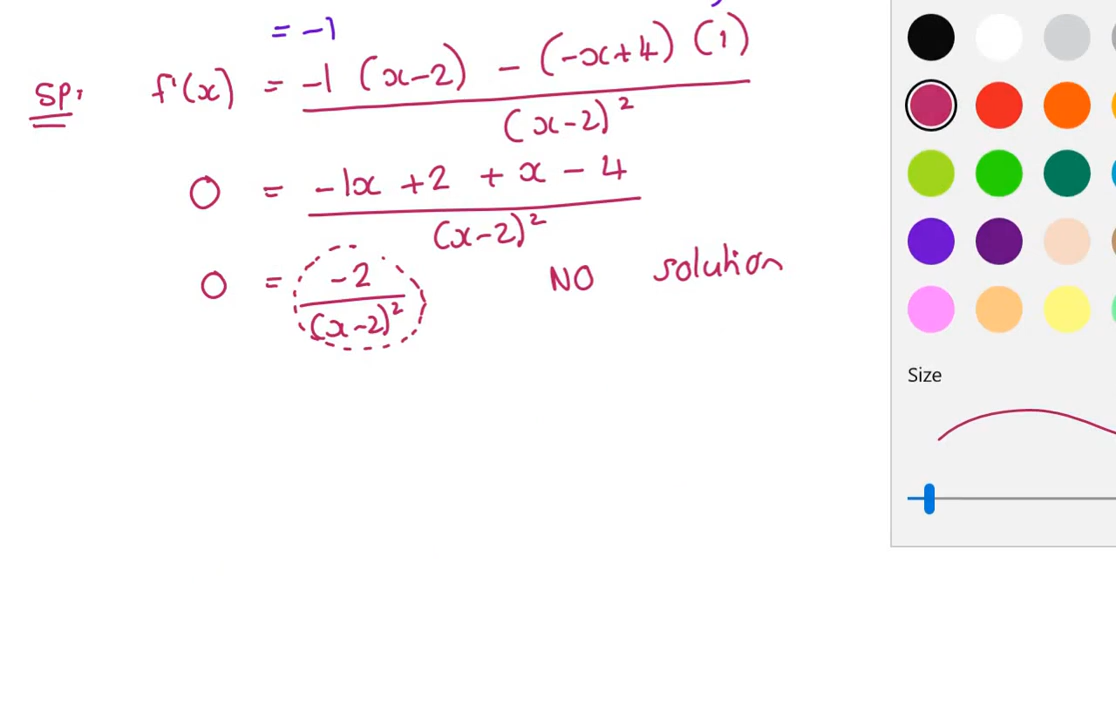 = -1
SP: f'(x) = -1 (x-2) - (-x+4) (1)
(x-2)²
0 = -1x +2 + x - 4
(x-2)²
0 = -2 NO solution
(x-2)²
Size